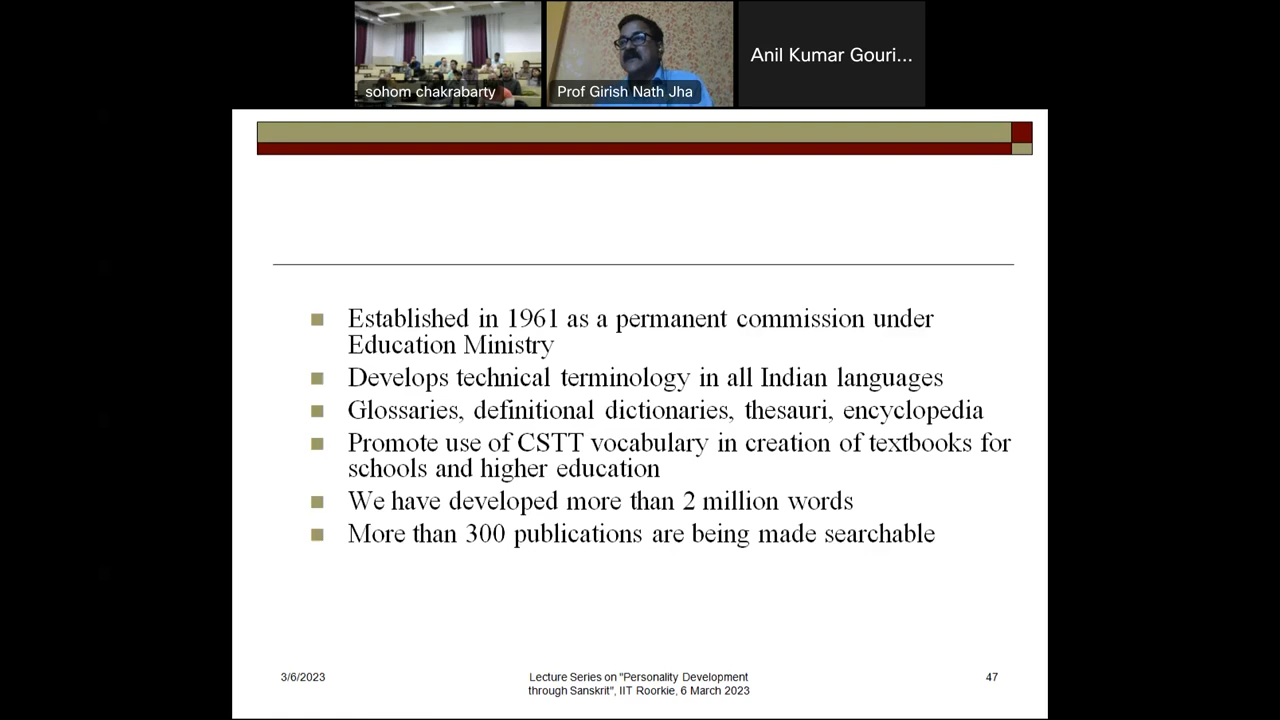 sohom chakrabarty
Prof Girish Nath Jha
Anil Kumar Gouri...
Established in 1961 as a permanent commission under
Education Ministry
Develops technical terminology in all Indian languages
Glossaries, definitional dictionaries, thesauri, encyclopedia
Promote use of CSTT vocabulary in creation of textbooks for
schools and higher education
We have developed more than 2 million words
More than 300 publications are being made searchable
3/6/2023
Lecture Series on "Personality Development
through Sanskrit", IIT Roorkie, 6 March 2023
47